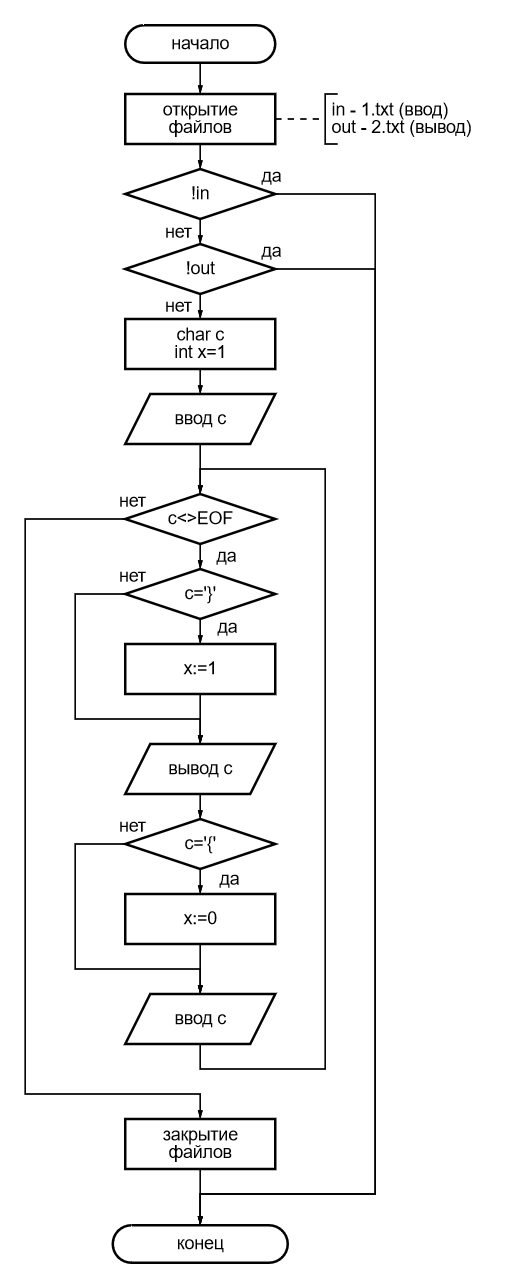 начало
открытие
файлов
in - 1.txt (ввод)
out - 2.txt (вывод)
да
!in
нет
да
!out
нет
char c
int x=1
ввод c
нет
c<>EOF
да
нет
c='}'
да
x:=1
вывод c
нет
c='{'
да
x:=0
ввод c
закрытие
файлов
конец